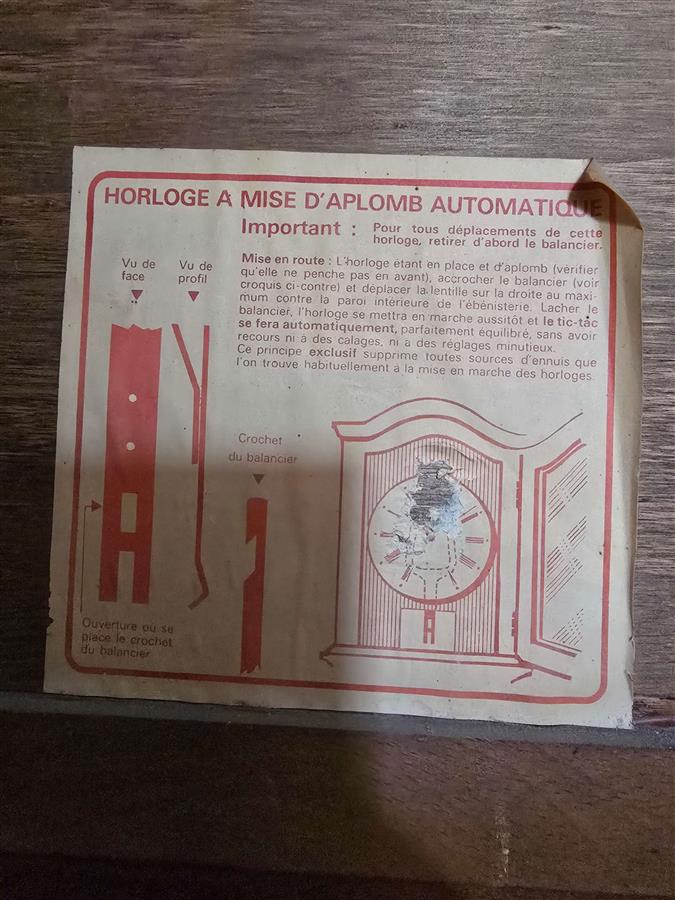 HORLOGE A MISE D'APLOMB AUTOMATIQUE
Important : Pour tous déplacements de cette
horloge, retirer d'abord le balancier.
Mise en route : L'horloge étant en place et d'aplomb (vérifier
qu'elle ne penche pas en avant), accrocher le balancier (voir
croquis ci-contre) et déplacer la lentille sur la droite au maxi-
mum contre la paroi intérieure de l'ébénisterie. Lacher le
balancier, l'horloge se mettra en marche aussitôt et le tic-tac
se fera automatiquement, parfaitement équilibré, sans avoir
recours ni à des calages, ni à des réglages minutieux.
Ce principe exclusif supprime toutes sources d'ennuis que
l'on trouve habituellement à la mise en marche des horloges.
Vu de
face
Vu de
profil
Crochet
du balancier
Ouverture où se
place le crochet
du balancier